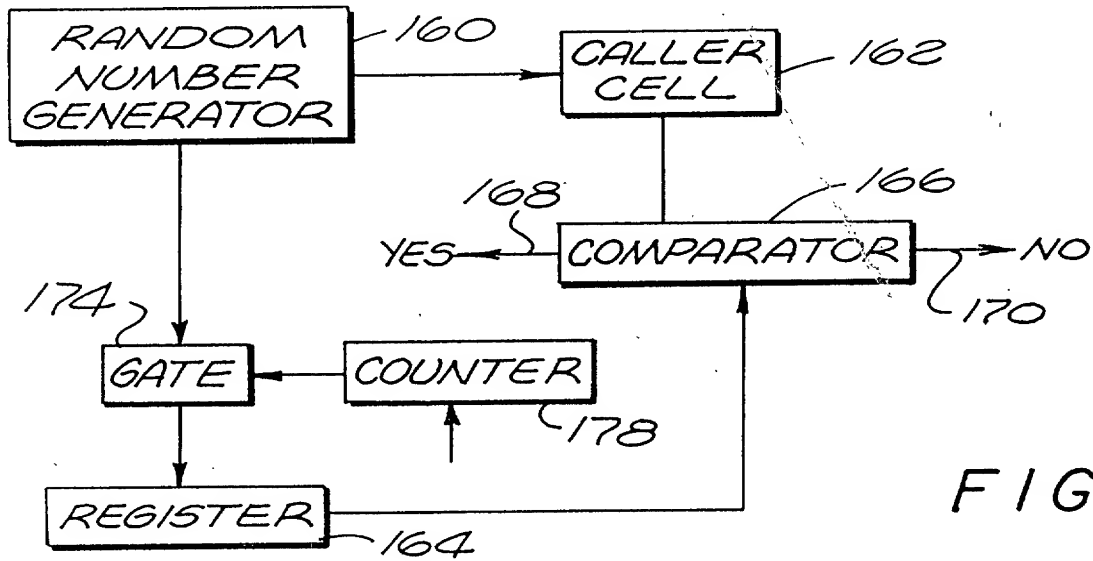 RANDOM
NUMBER
GENERATOR
160
CALLER
CELL
162
166
168
YES
COMPARATOR
NO
170
174
GATE
COUNTER
178
REGISTER
164
FIG